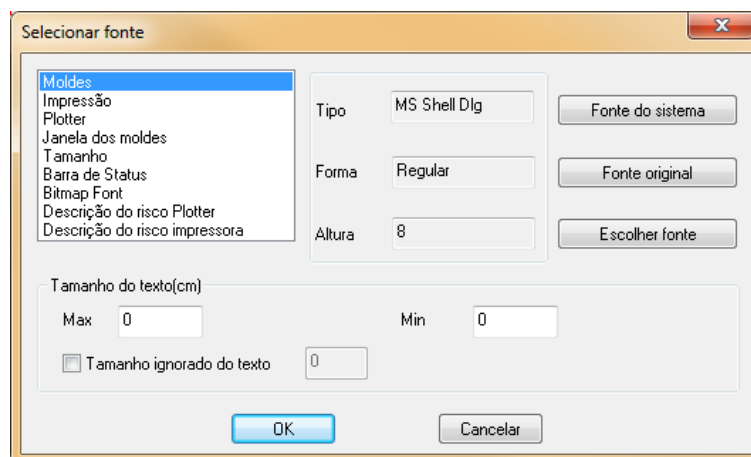 Selecionar fonte
Moldes
Impressão
Plotter
Janela dos moldes
Tamanho
Barra de Status
Bitmap Font
Descrição do risco Plotter
Descrição do risco impressora
Tipo MS Shell Dlg Fonte do sistema
Forma Regular Fonte original
Altura 8 Escolher fonte
Tamanho do texto(cm)
Max 0 Min 0
Tamanho ignorado do texto 0
OK Cancelar